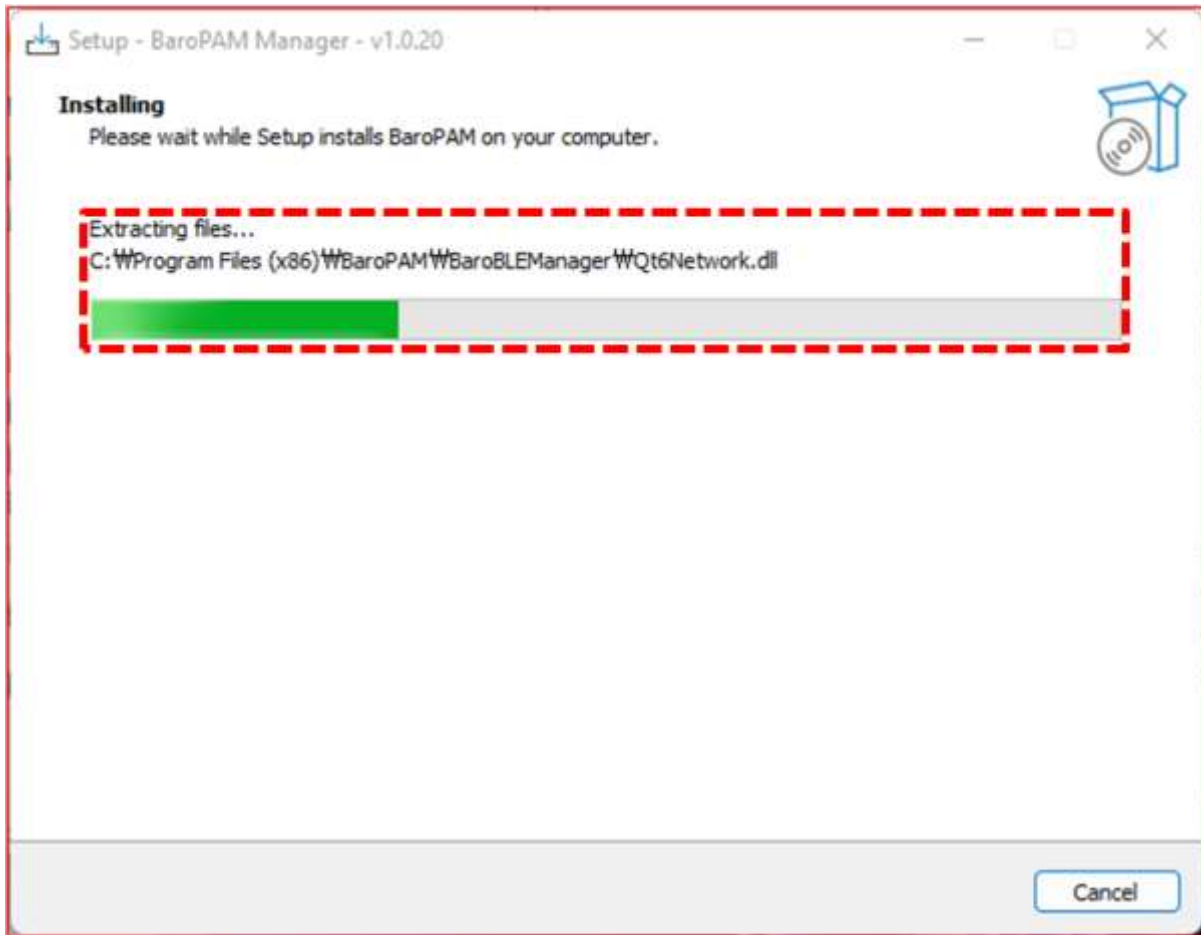 Setup - BaroPAM Manager - v1.0.20
Installing
Please wait while Setup installs BaroPAM on your computer.
Extracting files...
C:₩Program Files (x86)₩BaroPAM₩BaroBLEManager₩Qt6Network.dll
Cancel